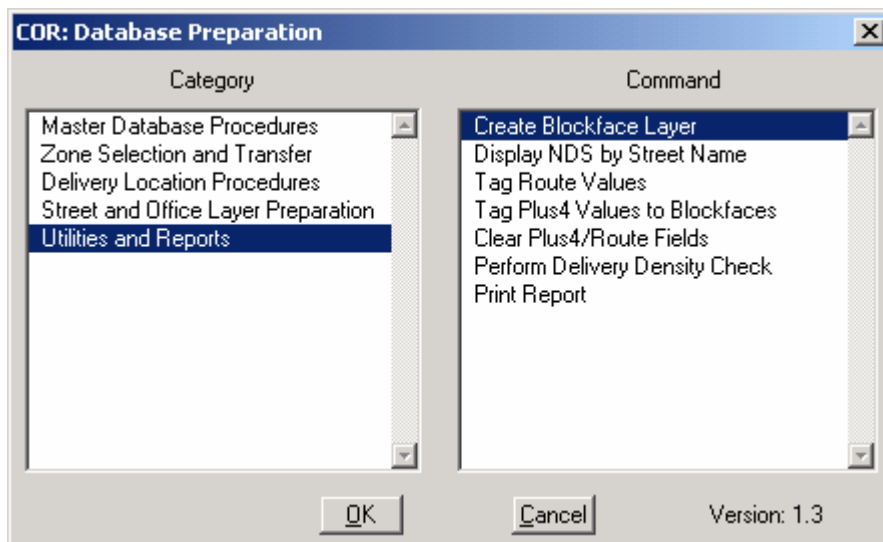 COR: Database Preparation
Category
Command
Master Database Procedures
Zone Selection and Transfer
Delivery Location Procedures
Street and Office Layer Preparation
Utilities and Reports
Create Blockface Layer
Display NDS by Street Name
Tag Route Values
Tag Plus4 Values to Blockfaces
Clear Plus4/Route Fields
Perform Delivery Density Check
Print Report
OK
Cancel
Version: 1.3